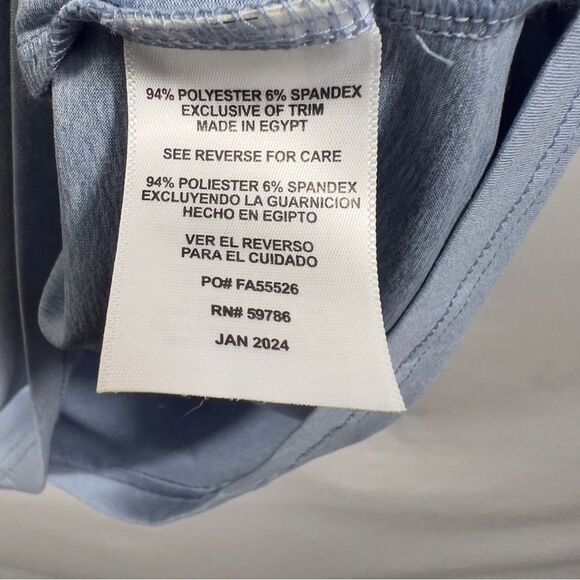 94% POLYESTER 6% SPANDEX
EXCLUSIVE OF TRIM
MADE IN EGYPT
SEE REVERSE FOR CARE
94% POLIESTER 6% SPANDEX
EXCLUYENDO LA GUARNICION
HECHO EN EGIPTO
VER EL REVERSO
PARA EL CUIDADO
PO# FA55526
RN# 59786
JAN 2024